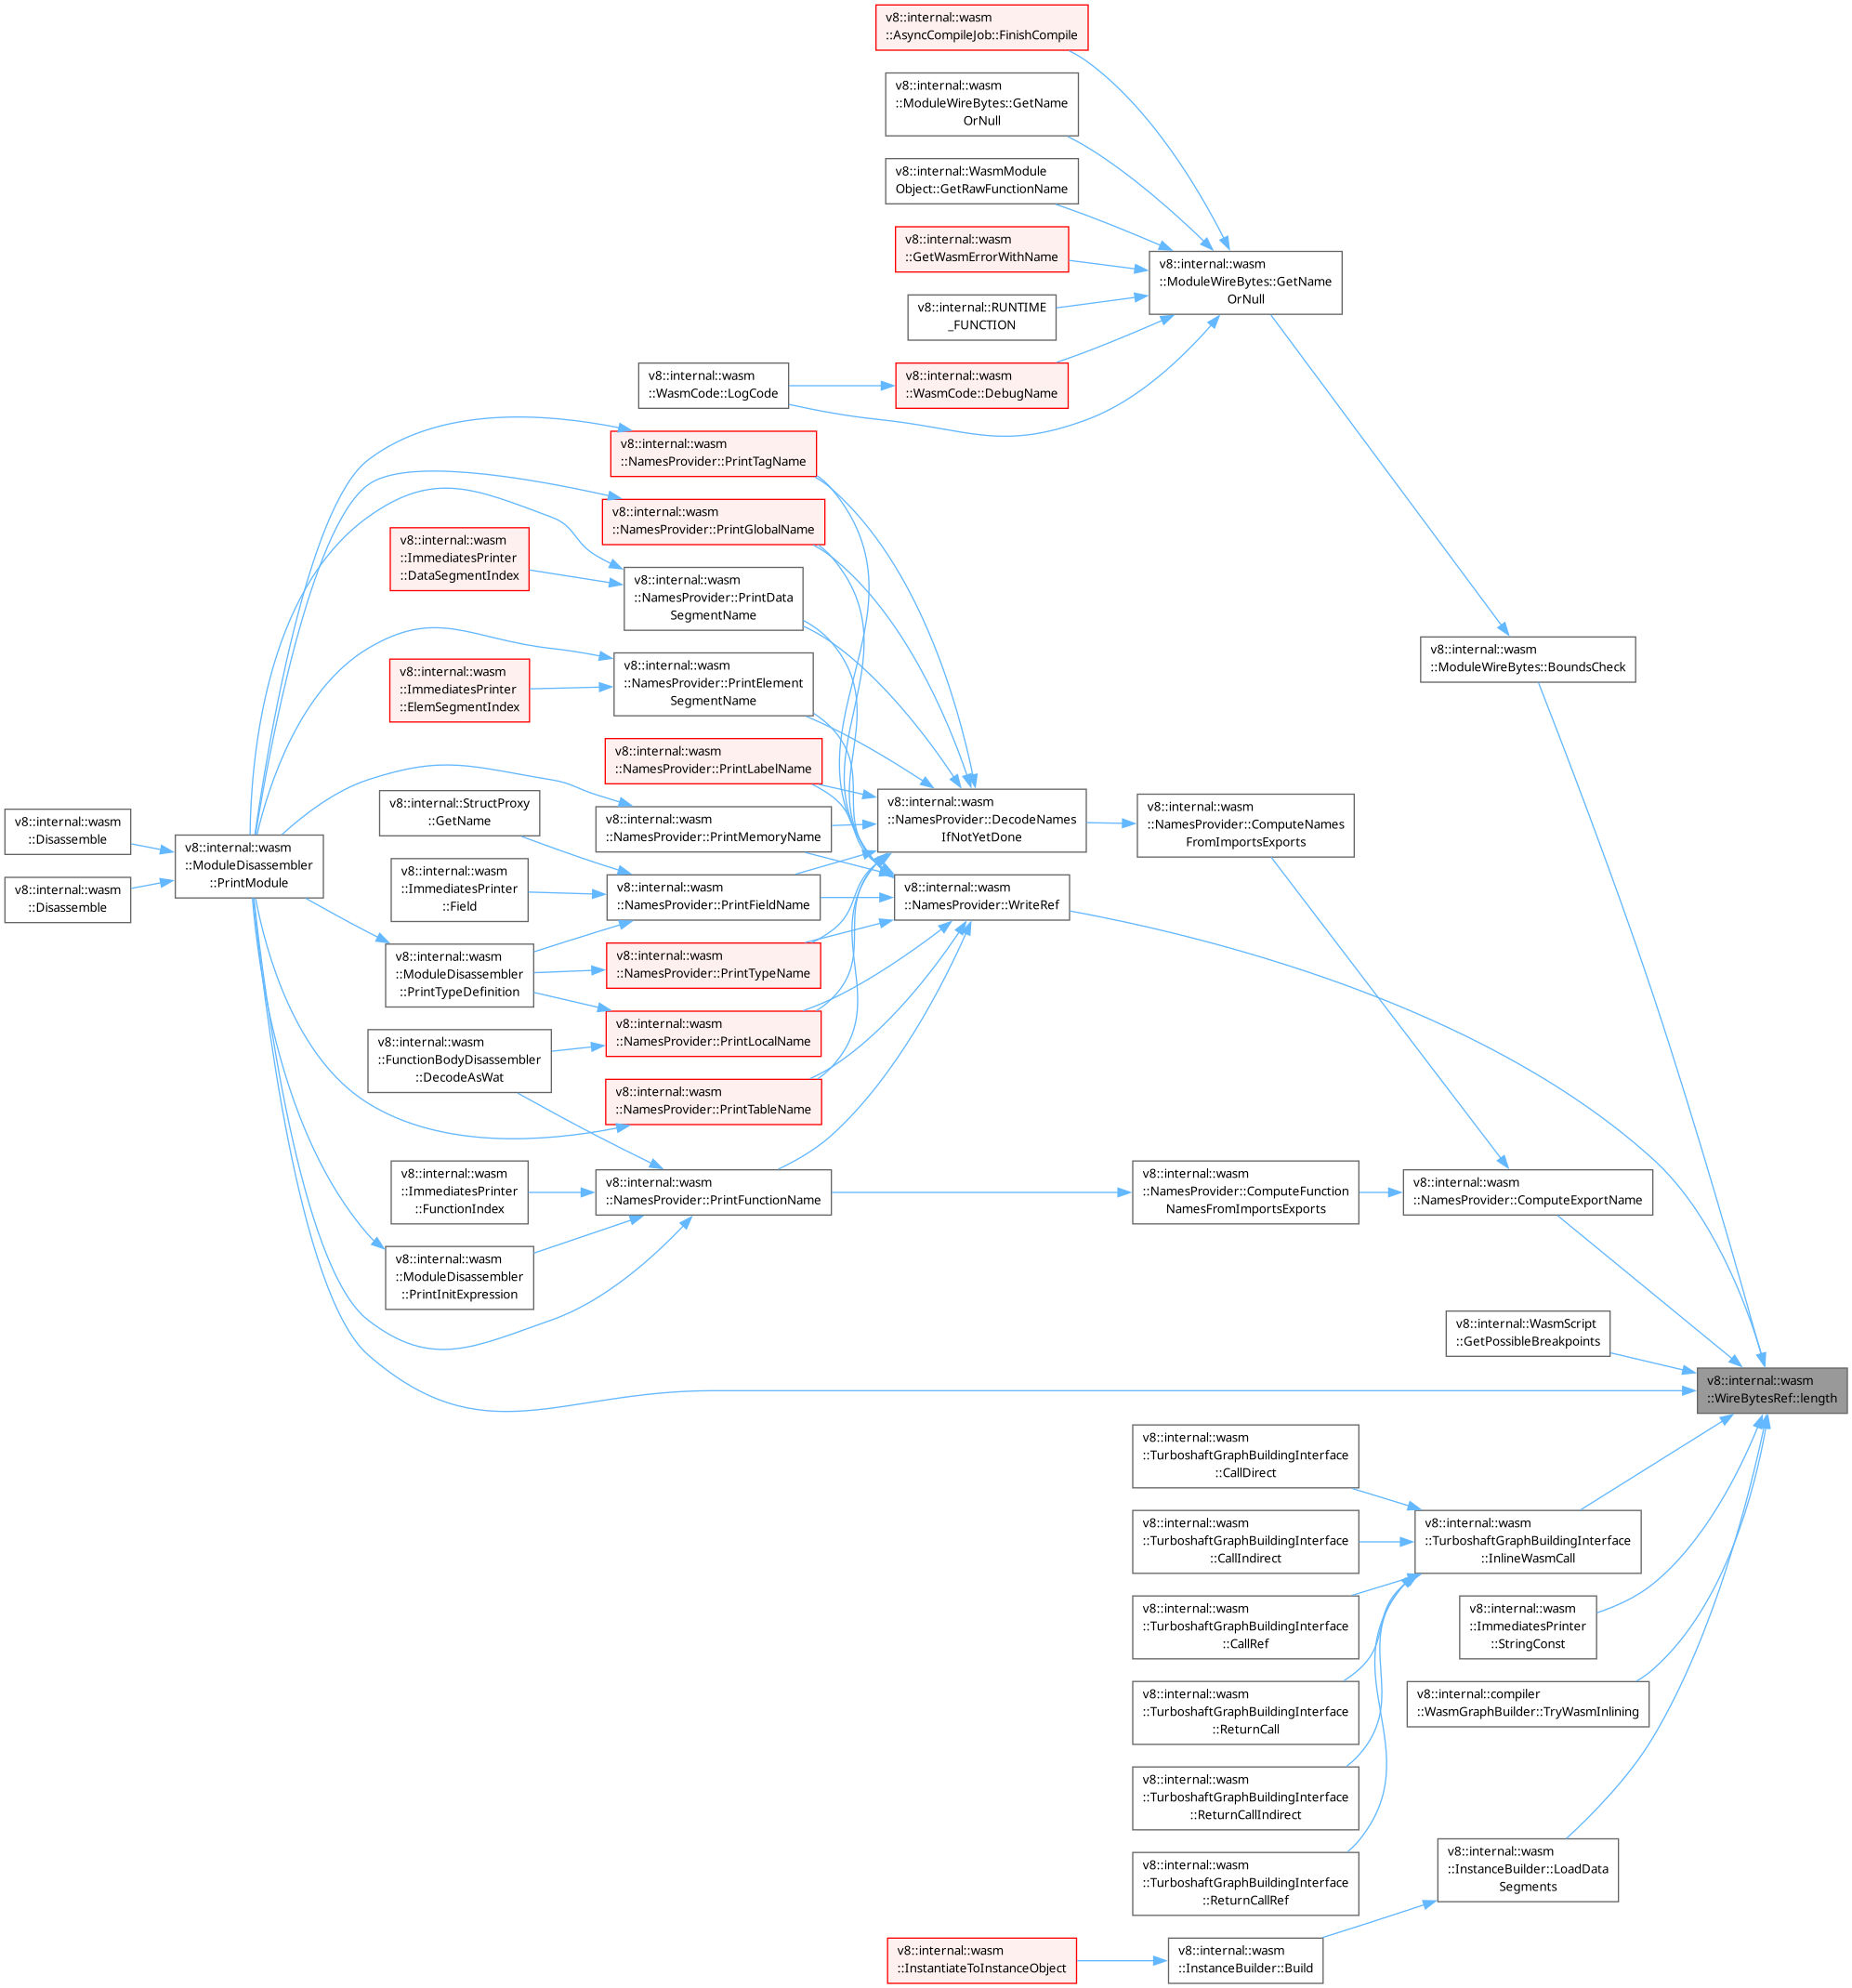 v8::internal::wasm
::AsyncCompileJob::FinishCompile
v8::internal::wasm
::ModuleWireBytes::GetName
OrNull
v8::internal::WasmModule
Object::GetRawFunctionName
v8::internal::wasm
::GetWasmErrorWithName
v8::internal::wasm
::ModuleWireBytes::GetName
OrNull
v8::internal::RUNTIME
_FUNCTION
v8::internal::wasm
::WasmCode::LogCode
v8::internal::wasm
::WasmCode::DebugName
v8::internal::wasm
::NamesProvider::PrintTagName
v8::internal::wasm
::NamesProvider::PrintGlobalName
v8::internal::wasm
::ImmediatesPrinter
::DataSegmentIndex
v8::internal::wasm
::NamesProvider::PrintData
SegmentName
v8::internal::wasm
::ImmediatesPrinter
::ElemSegmentIndex
v8::internal::wasm
::NamesProvider::PrintElement
SegmentName
v8::internal::wasm
::ModuleWireBytes::BoundsCheck
v8::internal::wasm
::NamesProvider::PrintLabelName
v8::internal::StructProxy
::GetName
v8::internal::wasm
::NamesProvider::PrintMemoryName
v8::internal::wasm
::NamesProvider::DecodeNames
IfNotYetDone
v8::internal::wasm
::NamesProvider::ComputeNames
FromImportsExports
v8::internal::wasm
::Disassemble
v8::internal::wasm
::ModuleDisassembler
::PrintModule
v8::internal::wasm
::Disassemble
v8::internal::wasm
::ImmediatesPrinter
::Field
v8::internal::wasm
::NamesProvider::PrintFieldName
v8::internal::wasm
::NamesProvider::WriteRef
v8::internal::wasm
::ModuleDisassembler
::PrintTypeDefinition
v8::internal::wasm
::NamesProvider::PrintTypeName
v8::internal::wasm
::NamesProvider::PrintLocalName
v8::internal::wasm
::FunctionBodyDisassembler
::DecodeAsWat
v8::internal::wasm
::NamesProvider::PrintTableName
v8::internal::wasm
::ImmediatesPrinter
::FunctionIndex
v8::internal::wasm
::NamesProvider::PrintFunctionName
v8::internal::wasm
::NamesProvider::ComputeFunction
NamesFromImportsExports
v8::internal::wasm
::NamesProvider::ComputeExportName
v8::internal::wasm
::ModuleDisassembler
::PrintInitExpression
v8::internal::WasmScript
::GetPossibleBreakpoints
v8::internal::wasm
::WireBytesRef::length
v8::internal::wasm
::TurboshaftGraphBuildingInterface
::CallDirect
v8::internal::wasm
::TurboshaftGraphBuildingInterface
::CallIndirect
v8::internal::wasm
::TurboshaftGraphBuildingInterface
::InlineWasmCall
v8::internal::wasm
::TurboshaftGraphBuildingInterface
::CallRef
v8::internal::wasm
::ImmediatesPrinter
::StringConst
v8::internal::wasm
::TurboshaftGraphBuildingInterface
::ReturnCall
v8::internal::compiler
::WasmGraphBuilder::TryWasmInlining
v8::internal::wasm
::TurboshaftGraphBuildingInterface
::ReturnCallIndirect
v8::internal::wasm
::TurboshaftGraphBuildingInterface
::ReturnCallRef
v8::internal::wasm
::InstanceBuilder::LoadData
Segments
v8::internal::wasm
::InstantiateToInstanceObject
v8::internal::wasm
::InstanceBuilder::Build